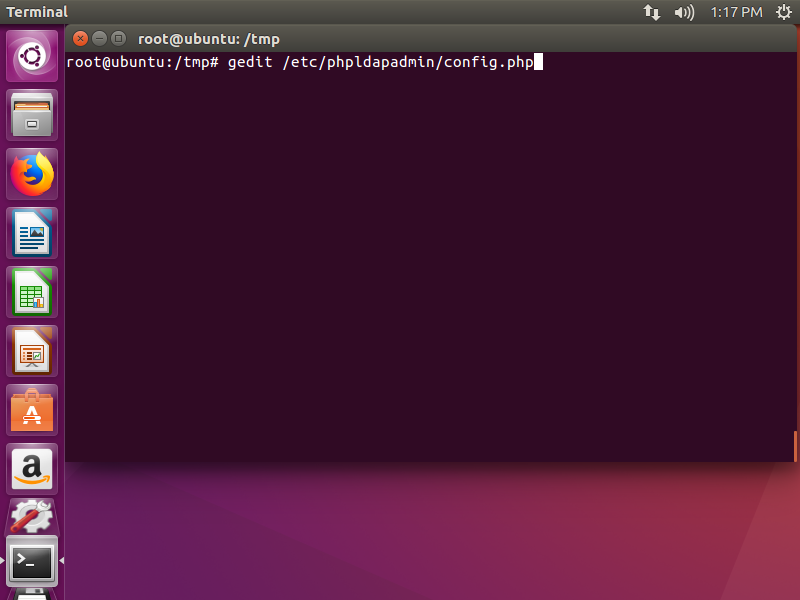 Terminal
1:17 PM
root@ubuntu: /tmp
root@ubuntu:/tmp# gedit /etc/phpldapadmin/config.php
A
a
>_